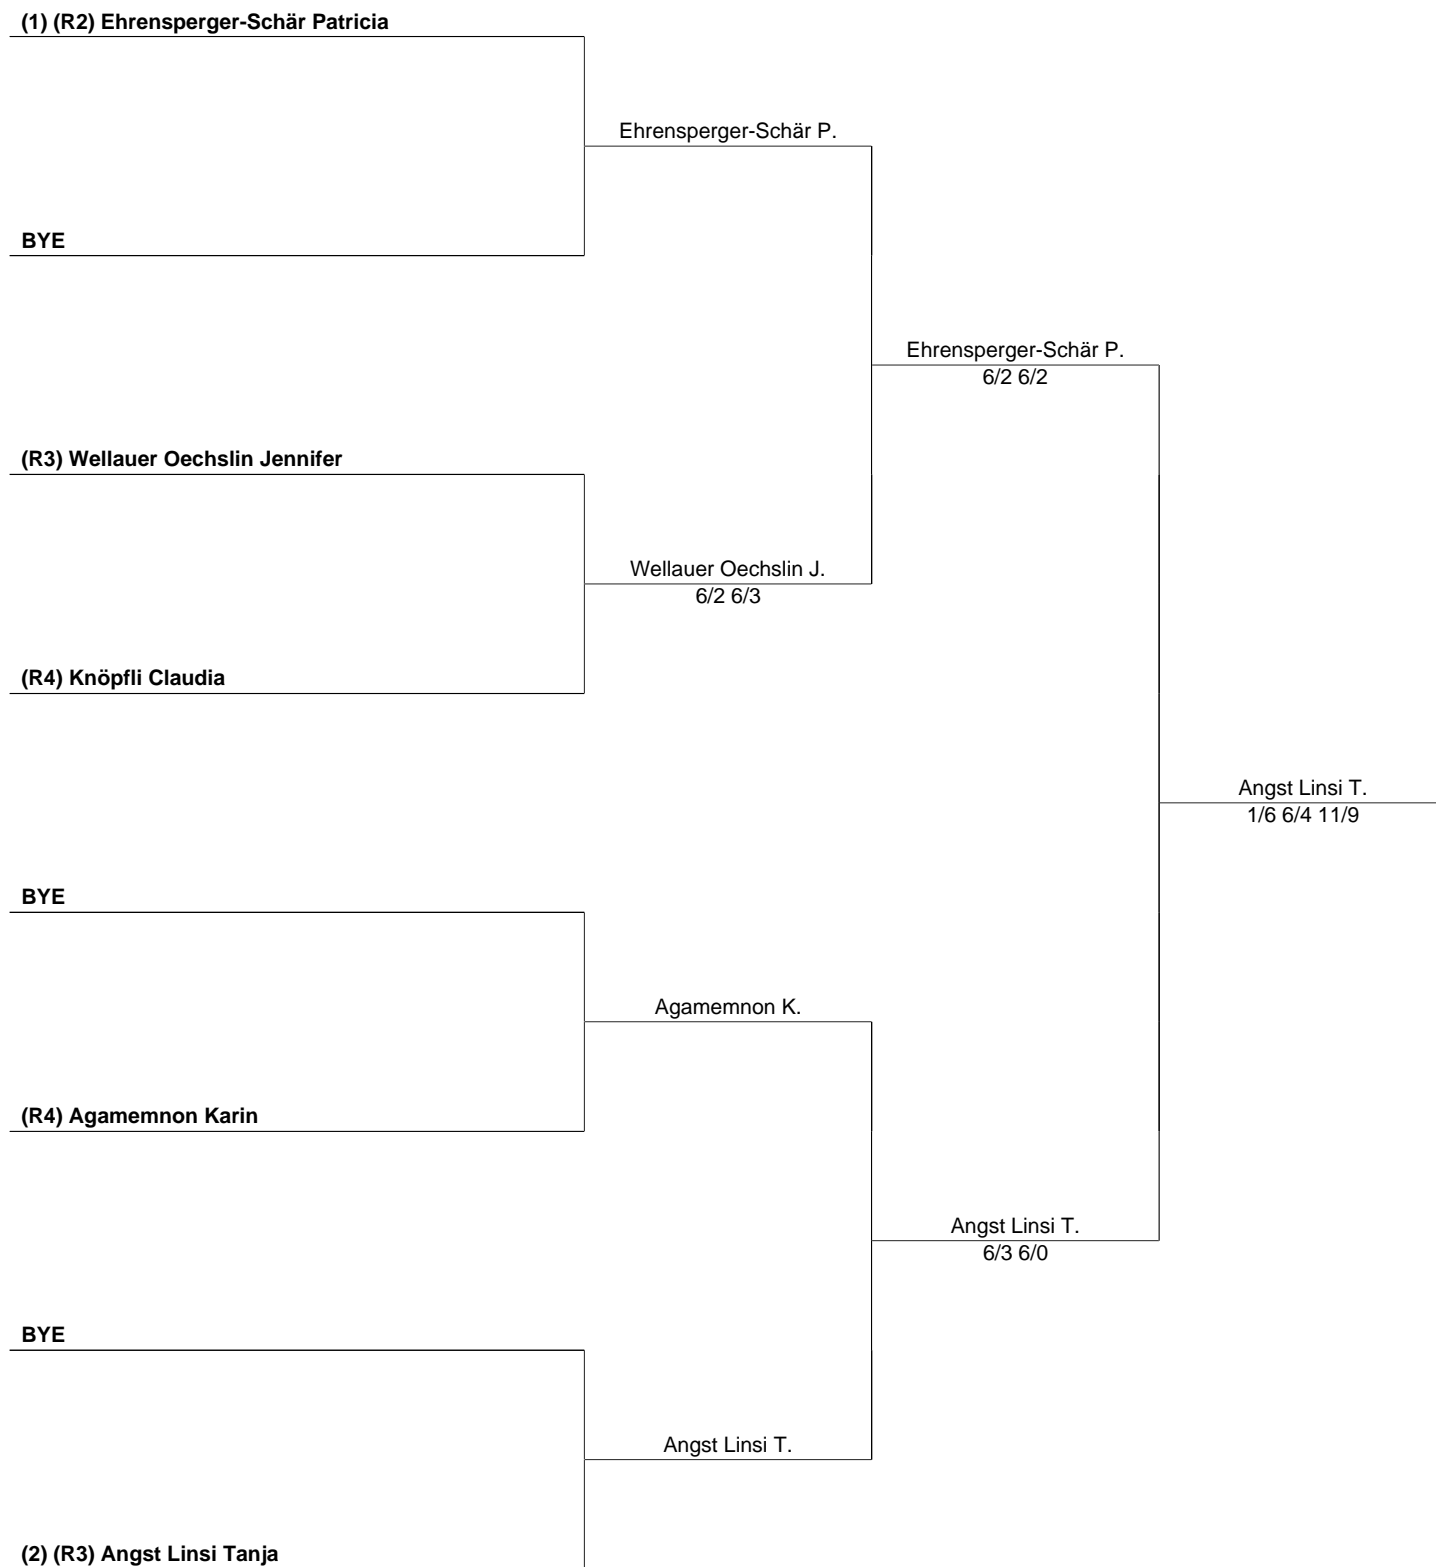 (1) (R2) Ehrensperger-Schär Patricia
Ehrensperger-Schär P.
BYE
Ehrensperger-Schär P.
6/2 6/2
(R3) Wellauer Oechslin Jennifer
Wellauer Oechslin J.
6/2 6/3
(R4) Knöpfli Claudia
Angst Linsi T.
1/6 6/4 11/9
BYE
Agamemnon K.
(R4) Agamemnon Karin
Angst Linsi T.
6/3 6/0
BYE
Angst Linsi T.
(2) (R3) Angst Linsi Tanja